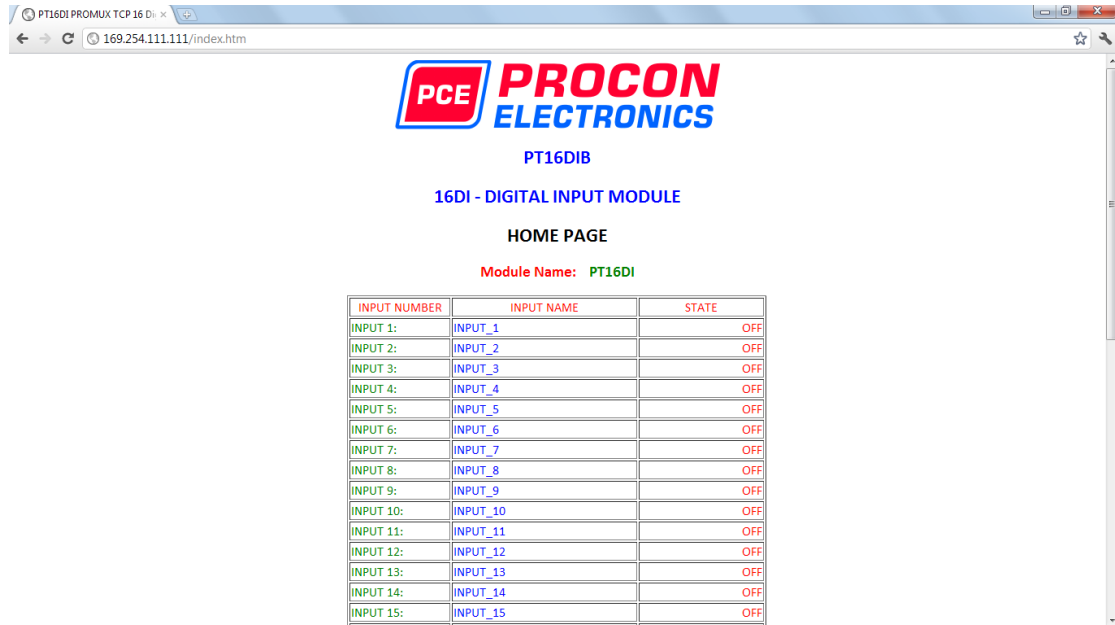 PT16DI PROMUX TCP 16 Di
169.254.111.111/index.htm
PCE PROCON
ELECTRONICS
PT16DIB
16DI - DIGITAL INPUT MODULE
HOME PAGE
Module Name: PT16DI
INPUT NUMBER INPUT NAME STATE
INPUT 1: INPUT_1 OFF
INPUT 2: INPUT_2 OFF
INPUT 3: INPUT_3 OFF
INPUT 4: INPUT_4 OFF
INPUT 5: INPUT_5 OFF
INPUT 6: INPUT_6 OFF
INPUT 7: INPUT_7 OFF
INPUT 8: INPUT_8 OFF
INPUT 9: INPUT_9 OFF
INPUT 10: INPUT_10 OFF
INPUT 11: INPUT_11 OFF
INPUT 12: INPUT_12 OFF
INPUT 13: INPUT_13 OFF
INPUT 14: INPUT_14 OFF
INPUT 15: INPUT_15 OFF